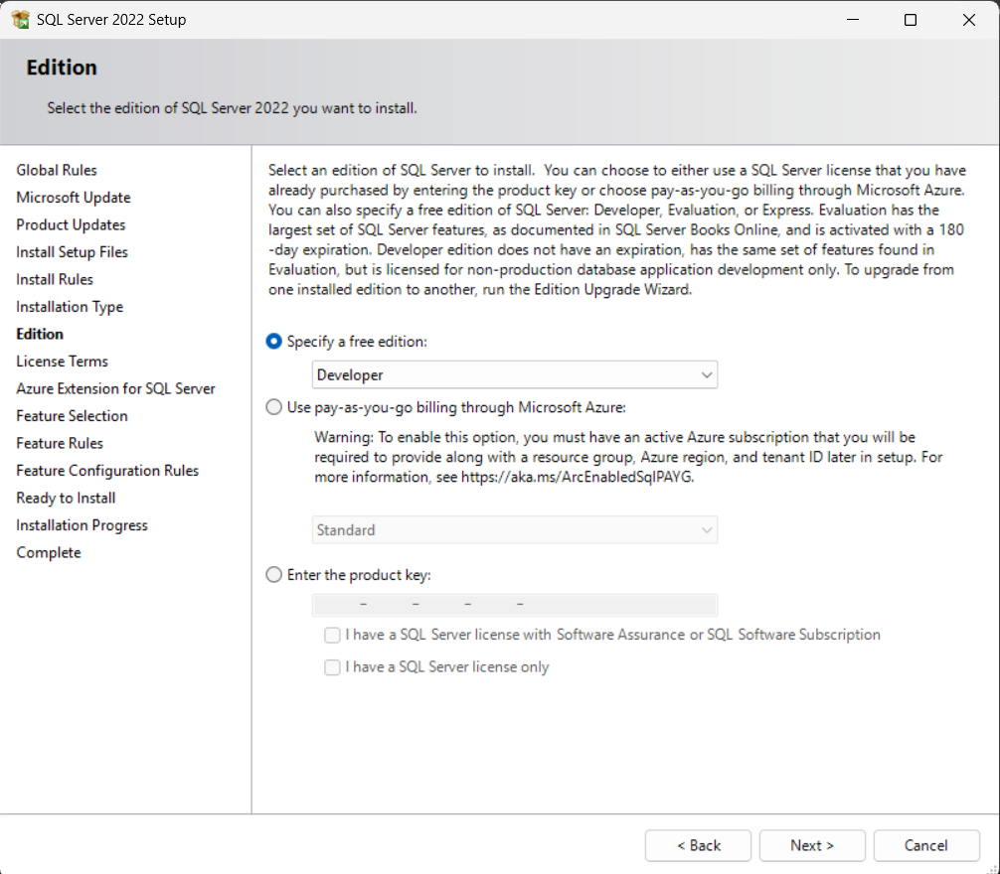 SQL Server 2022 Setup
Edition
Select the edition of SQL Server 2022 you want to install.
Global Rules
Microsoft Update
Product Updates
Install Setup Files
Install Rules
Installation Type
Edition
License Terms
Azure Extension for SQL Server
Feature Selection
Feature Rules
Feature Configuration Rules
Ready to Install
Installation Progress
Complete
Select an edition of SQL Server to install.  You can choose to either use a SQL Server license that you have
already purchased by entering the product key or choose pay-as-you-go billing through Microsoft Azure.
You can also specify a free edition of SQL Server: Developer, Evaluation, or Express. Evaluation has the
largest set of SQL Server features, as documented in SQL Server Books Online, and is activated with a 180
-day expiration. Developer edition does not have an expiration, has the same set of features found in
Evaluation, but is licensed for non-production database application development only. To upgrade from
one installed edition to another, run the Edition Upgrade Wizard.
Specify a free edition:
Developer
Use pay-as-you-go billing through Microsoft Azure:
Warning: To enable this option, you must have an active Azure subscription that you will be
required to provide along with a resource group, Azure region, and tenant ID later in setup. For
more information, see https://aka.ms/ArcEnabledSqlPAYG.
Standard
Enter the product key:
– – – –
I have a SQL Server license with Software Assurance or SQL Software Subscription
I have a SQL Server license only
< Back
Next >
Cancel